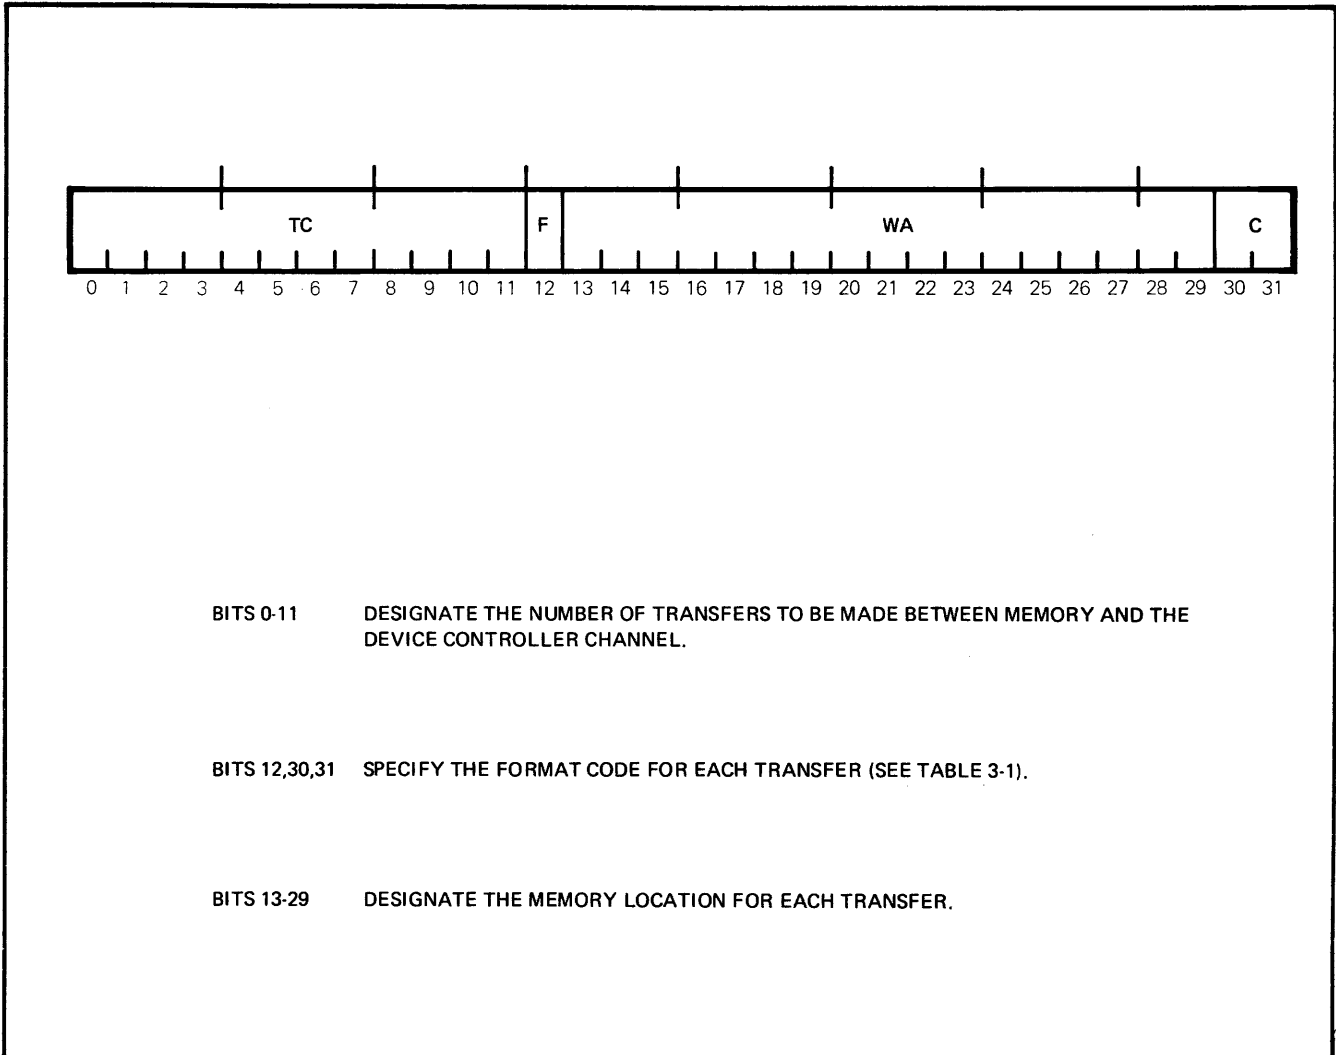 TC F WA C
0 1 2 3 4 5 6 7 8 9 10 11 12 13 14 15 16 17 18 19 20 21 22 23 24 25 26 27 28 29 30 31
BITS 0-11 DESIGNATE THE NUMBER OF TRANSFERS TO BE MADE BETWEEN MEMORY AND THE
DEVICE CONTROLLER CHANNEL.
BITS 12,30,31 SPECIFY THE FORMAT CODE FOR EACH TRANSFER (SEE TABLE 3-1).
BITS 13-29 DESIGNATE THE MEMORY LOCATION FOR EACH TRANSFER.